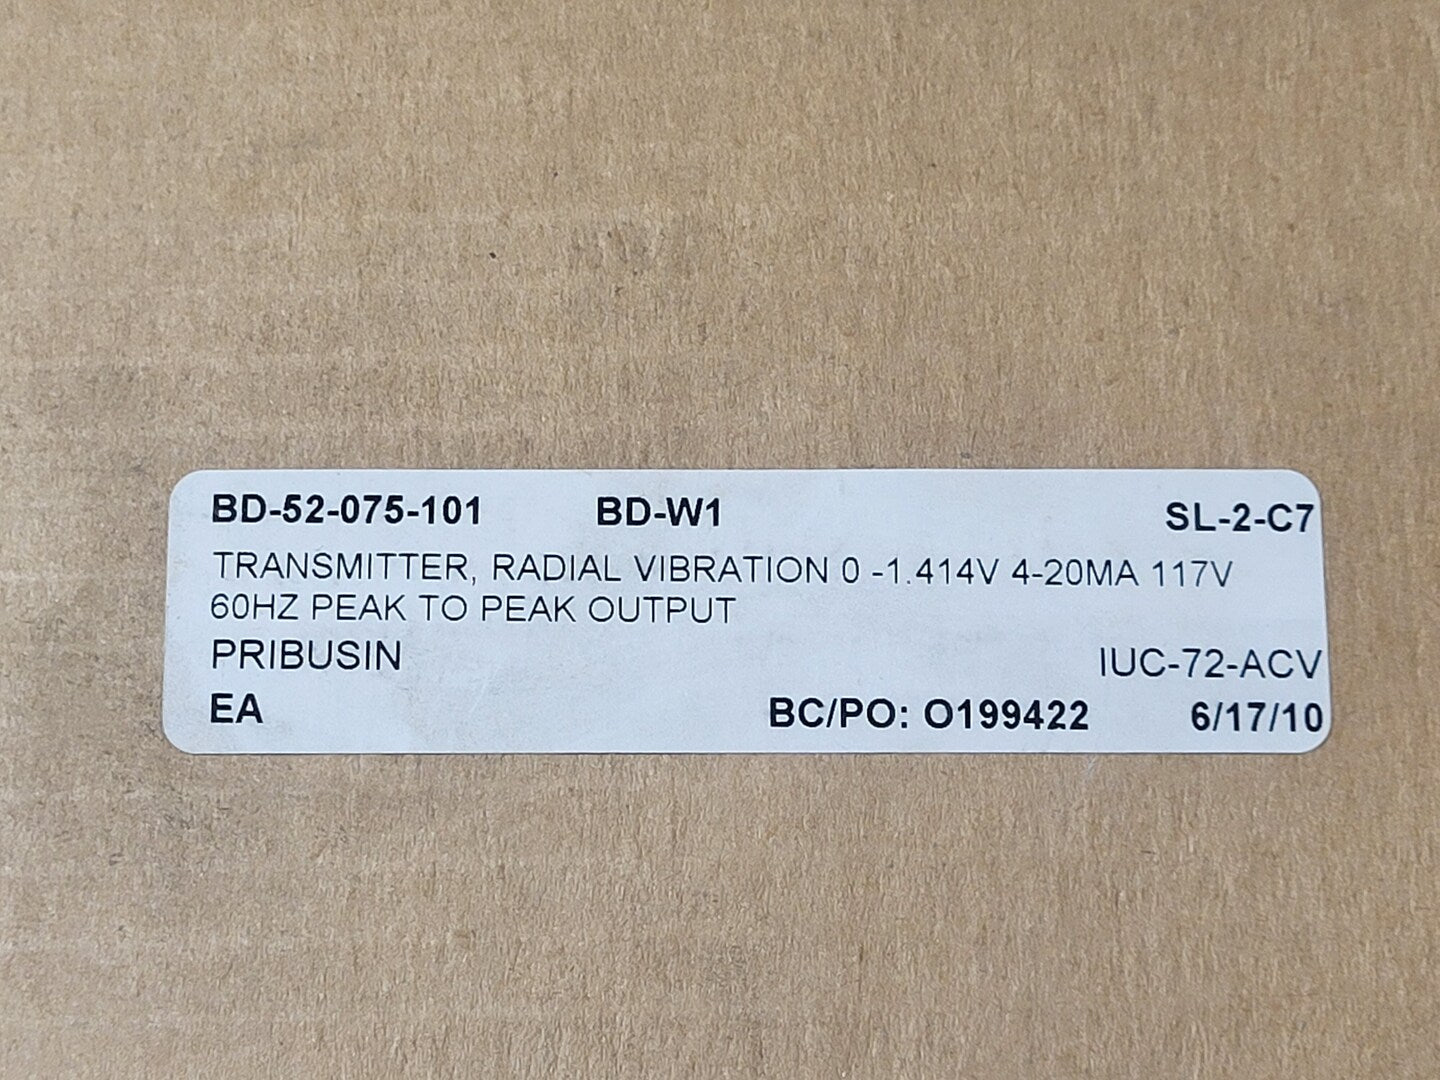 BD-52-075-101 BD-W1 SL-2-C7
TRANSMITTER, RADIAL VIBRATION 0 -1.414V 4-20MA 117V
60HZ PEAK TO PEAK OUTPUT
PRIBUSIN IUC-72-ACV
EA BC/PO: O199422 6/17/10